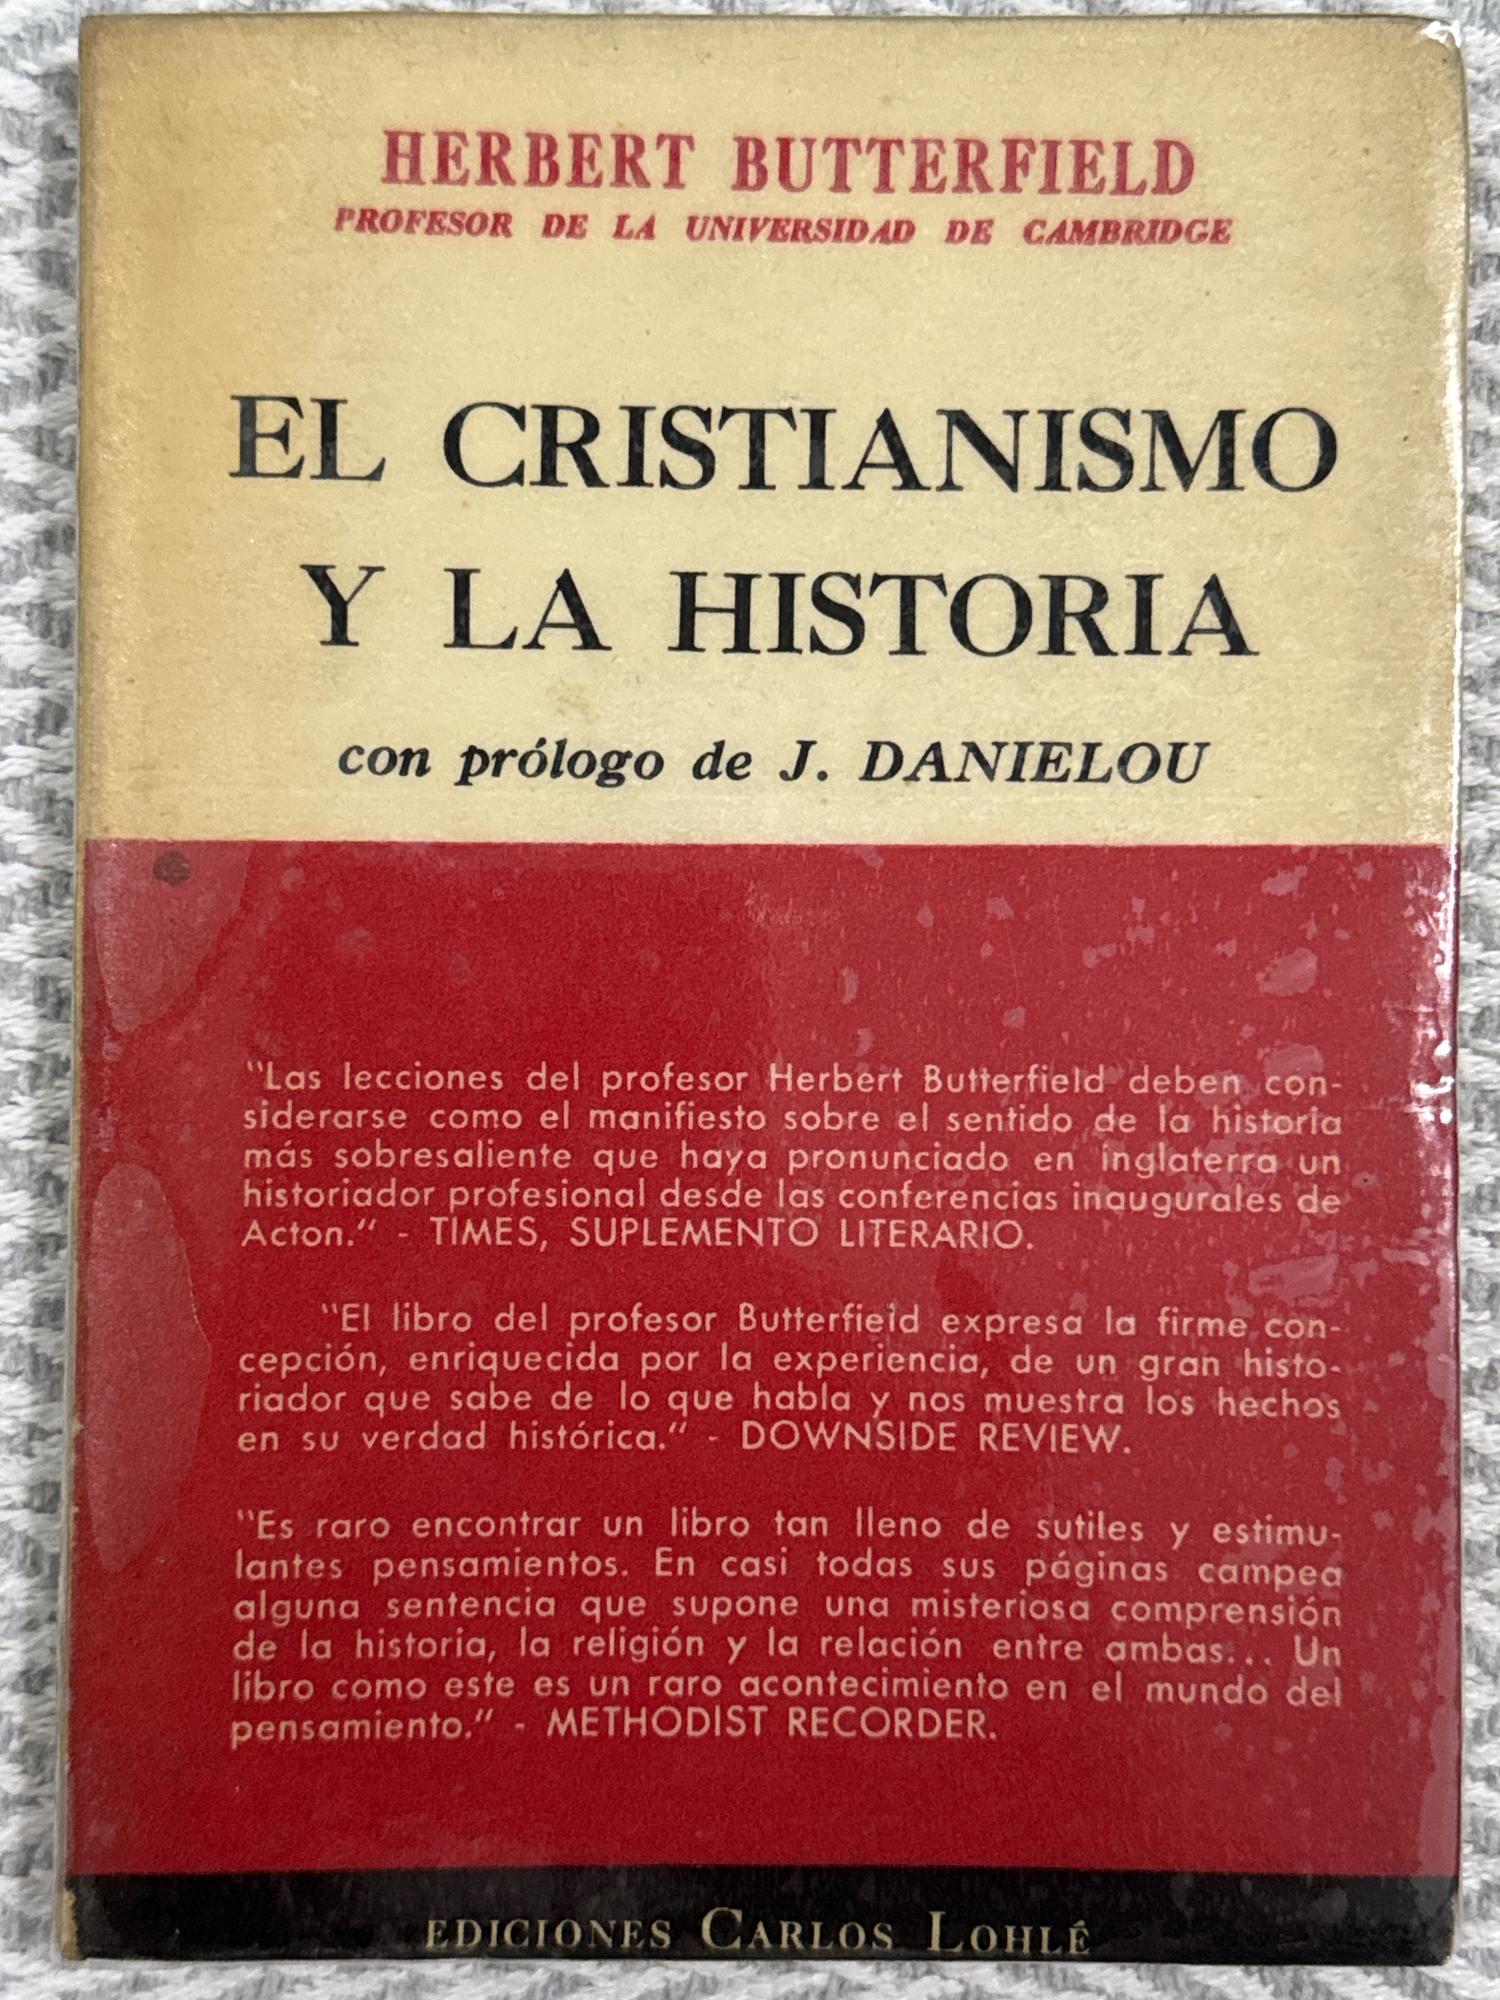 HERBERT BUTTERFIELD
PROFESOR DE LA UNIVERSIDAD DE CAMBRIDGE
EL CRISTIANISMO
Y LA HISTORIA
con prólogo de J. DANIELOU
"Las lecciones del profesor Herbert Butterfield deben con-
siderarse como el manifiesto sobre el sentido de la historia
más sobresaliente que haya pronunciado en inglaterra un
historiador profesional desde las conferencias inaugurales de
Acton." - TIMES, SUPLEMENTO LITERARIO.
"El libro del profesor Butterfield expresa la firme con-
cepción, enriquecida por la experiencia, de un gran histo-
riador que sabe de lo que habla y nos muestra los hechos
en su verdad histórica." - DOWNSIDE REVIEW.
"Es raro encontrar un libro tan lleno de sutiles y estimu-
lantes pensamientos. En casi todas sus páginas campea
alguna sentencia que supone una misteriosa comprensión
de la historia, la religión y la relación entre ambas... Un
libro como este es un raro acontecimiento en el mundo del
pensamiento." - METHODIST RECORDER.
EDICIONES CARLOS LOHLÉ